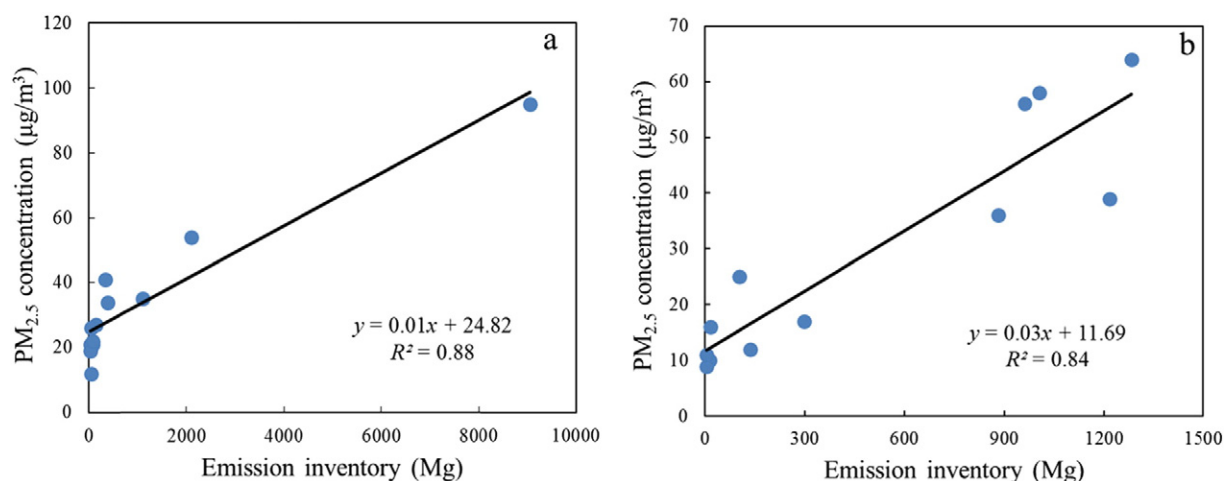 a
120
100
80
60
40
20
0
PM2.5 concentration (μg/m³)
y = 0.01x + 24.82
R² = 0.88
0 2000 4000 6000 8000 10000
Emission inventory (Mg)
b
70
60
50
40
30
20
10
0
PM2.5 concentration (μg/m³)
y = 0.03x + 11.69
R² = 0.84
0 300 600 900 1200 1500
Emission inventory (Mg)